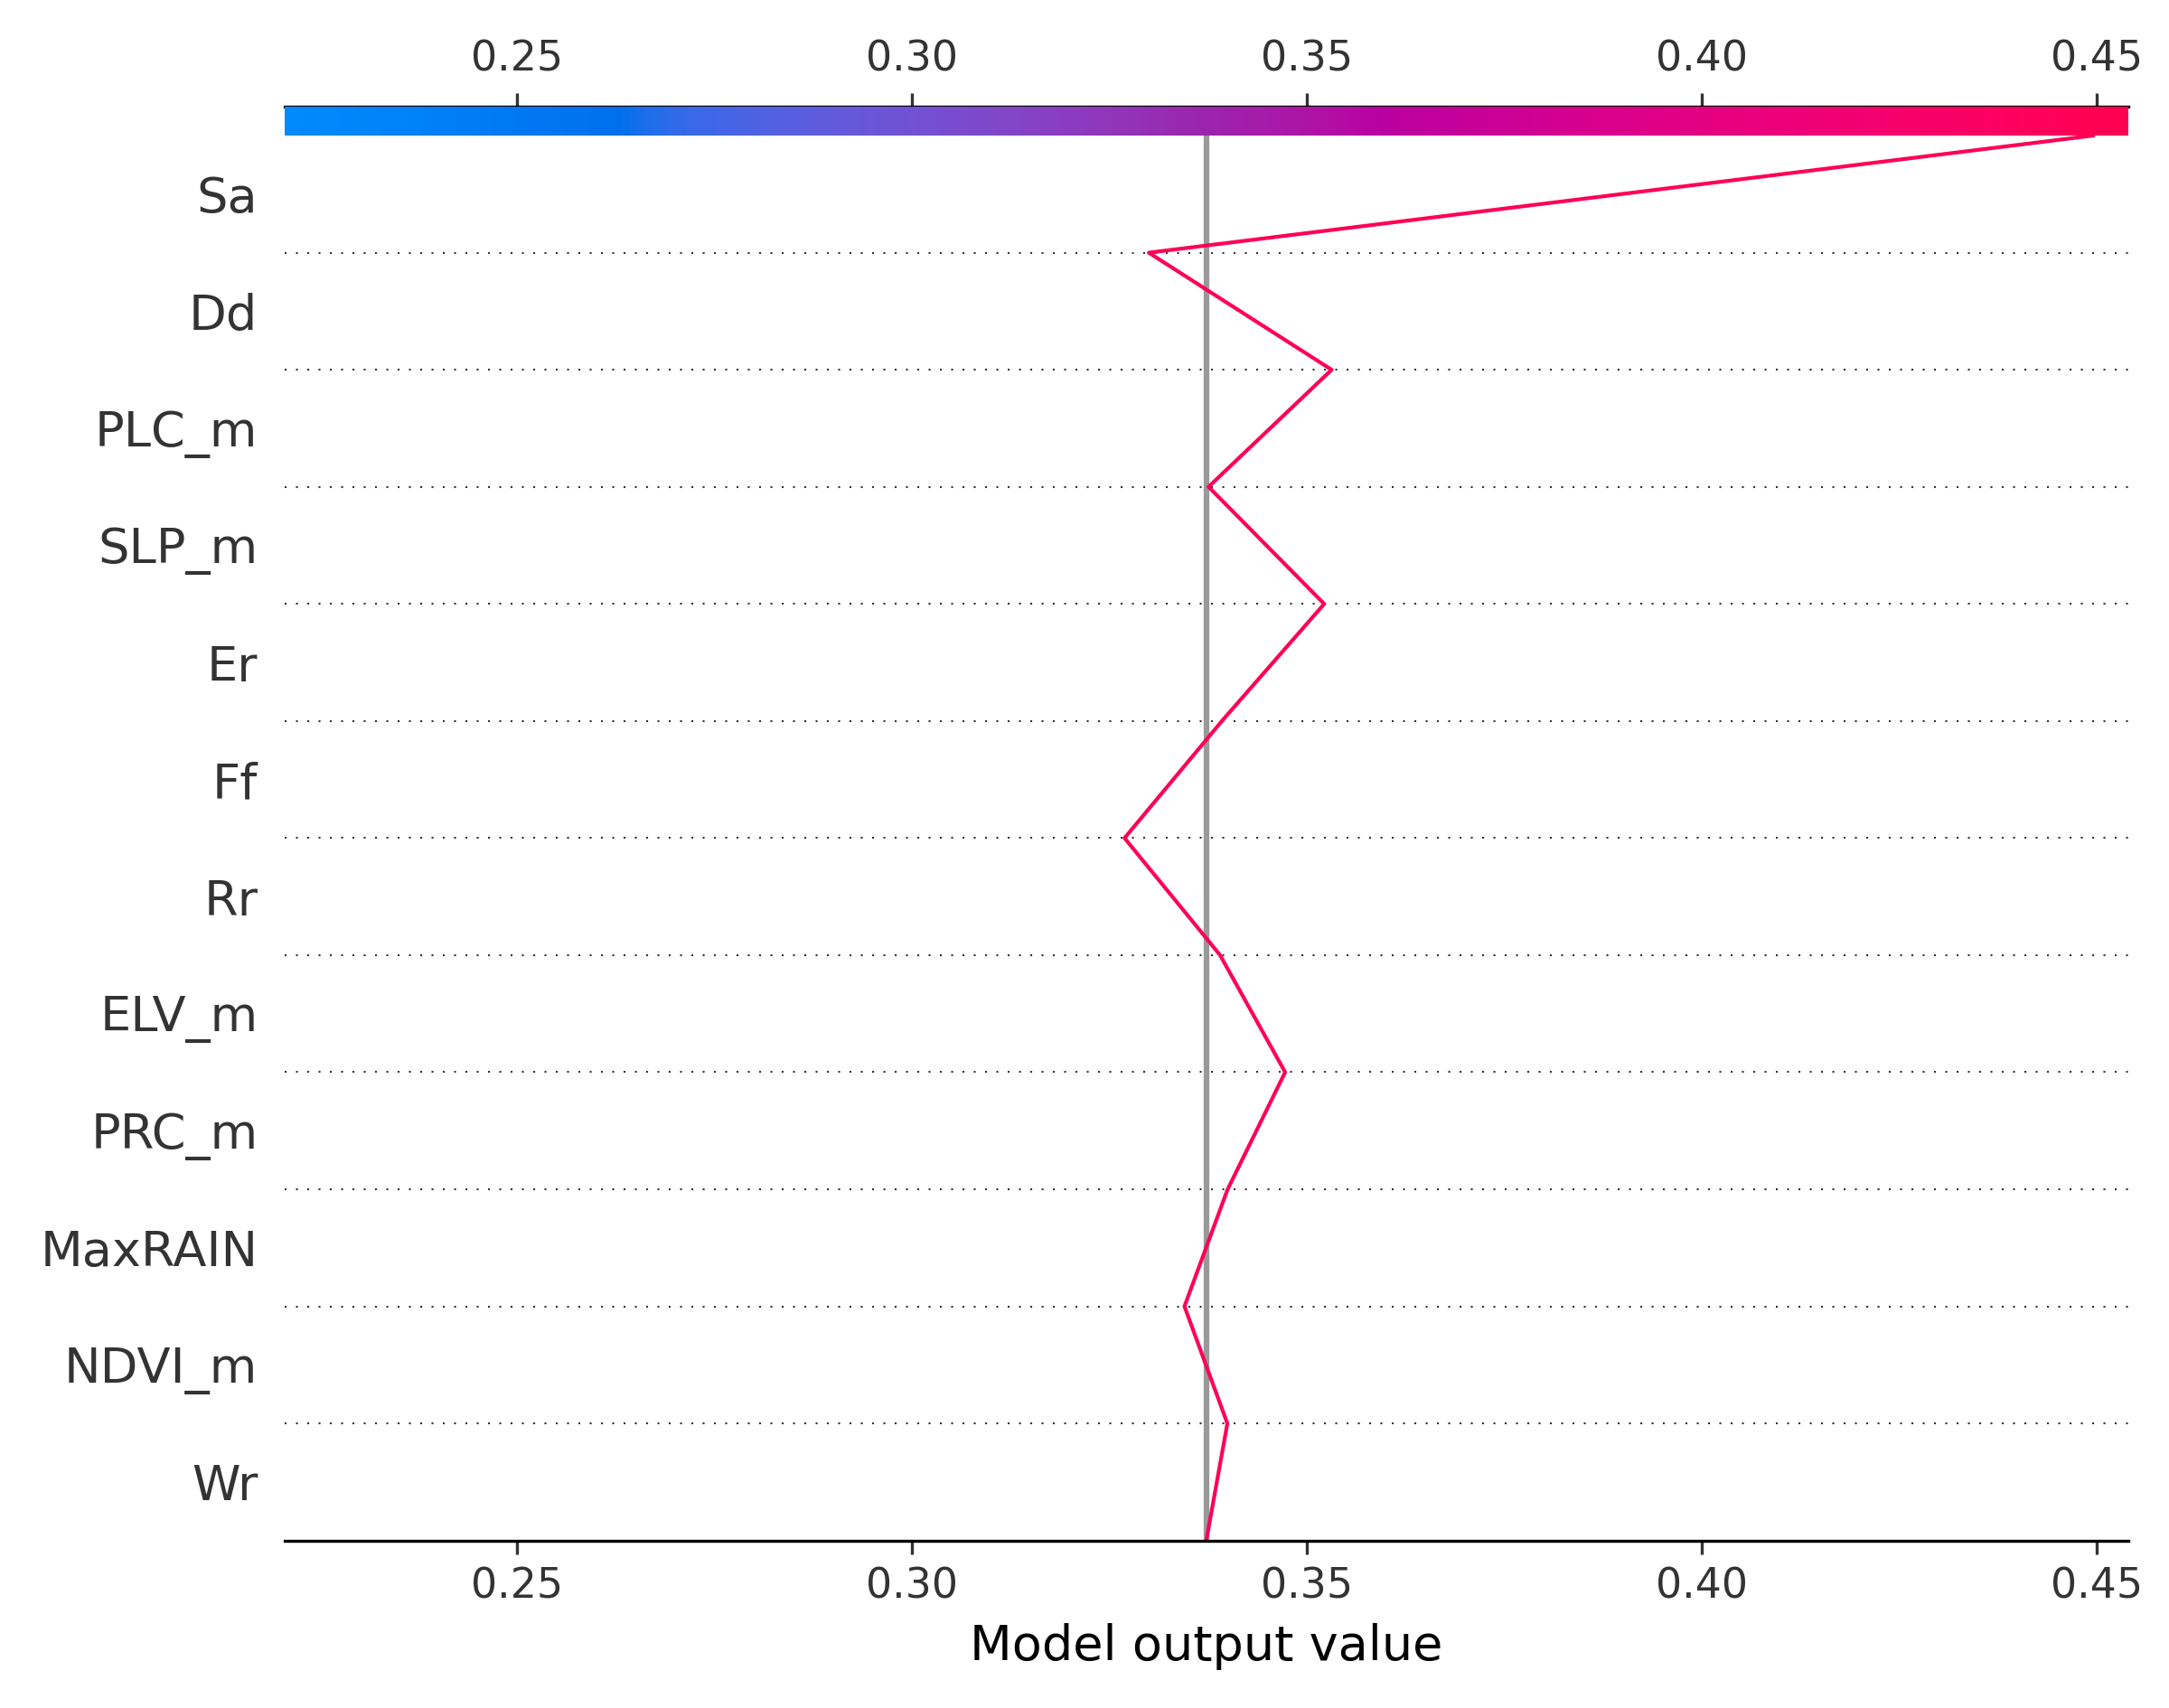 0.25 0.30 0.35 0.40 0.45
Sa
Dd
PLC_m
SLP_m
Er
Ff
Rr
ELV_m
PRC_m
MaxRAIN
NDVI_m
Wr
0.25 0.30 0.35 0.40 0.45
Model output value